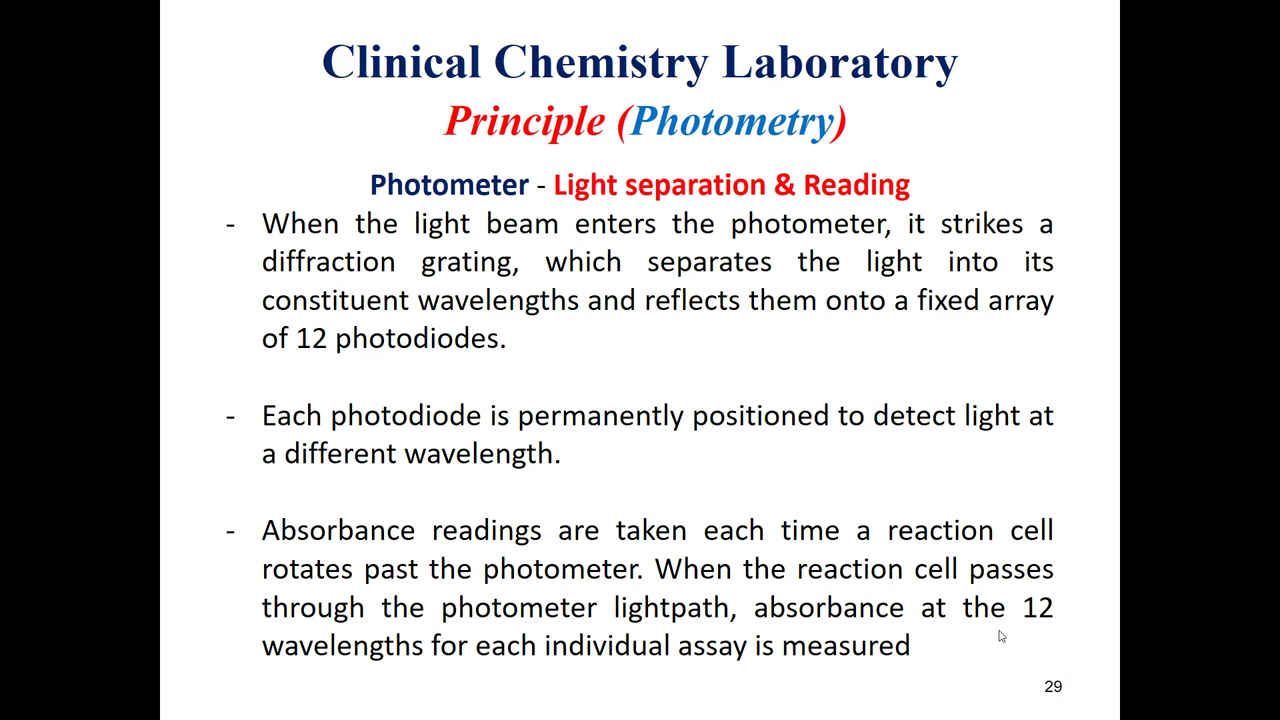 Clinical Chemistry Laboratory
Principle (Photometry)
Photometer - Light separation & Reading
- When the light beam enters the photometer, it strikes a
diffraction grating, which separates the light into its
constituent wavelengths and reflects them onto a fixed array
of 12 photodiodes.
- Each photodiode is permanently positioned to detect light at
a different wavelength.
- Absorbance readings are taken each time a reaction cell
rotates past the photometer. When the reaction cell passes
through the photometer lightpath, absorbance at the 12
wavelengths for each individual assay is measured
29